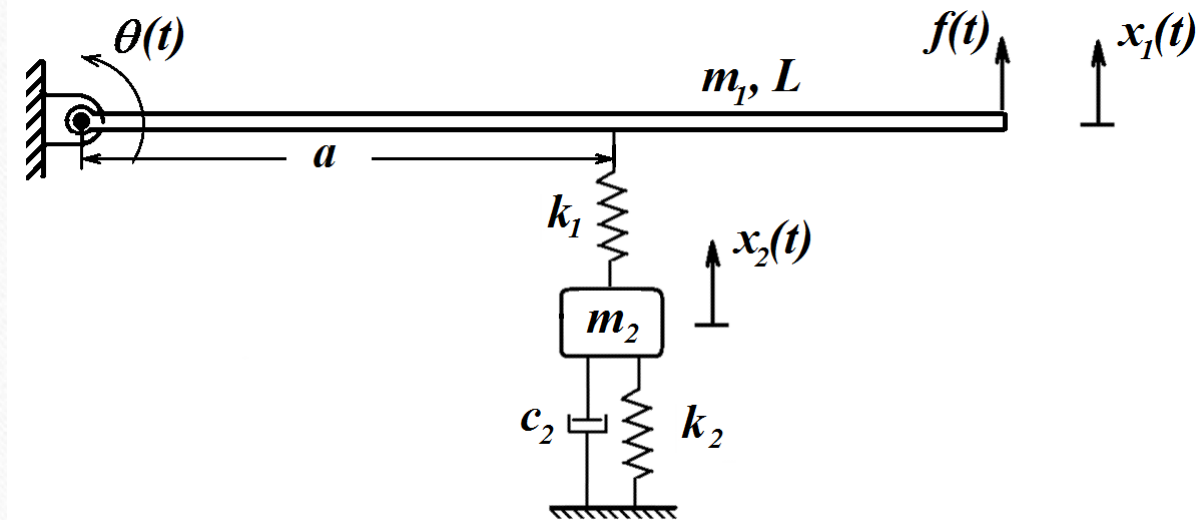 θ(t)
f(t)
x₁(t)
m₁, L
a
k₁
x₂(t)
m₂
c₂
k₂